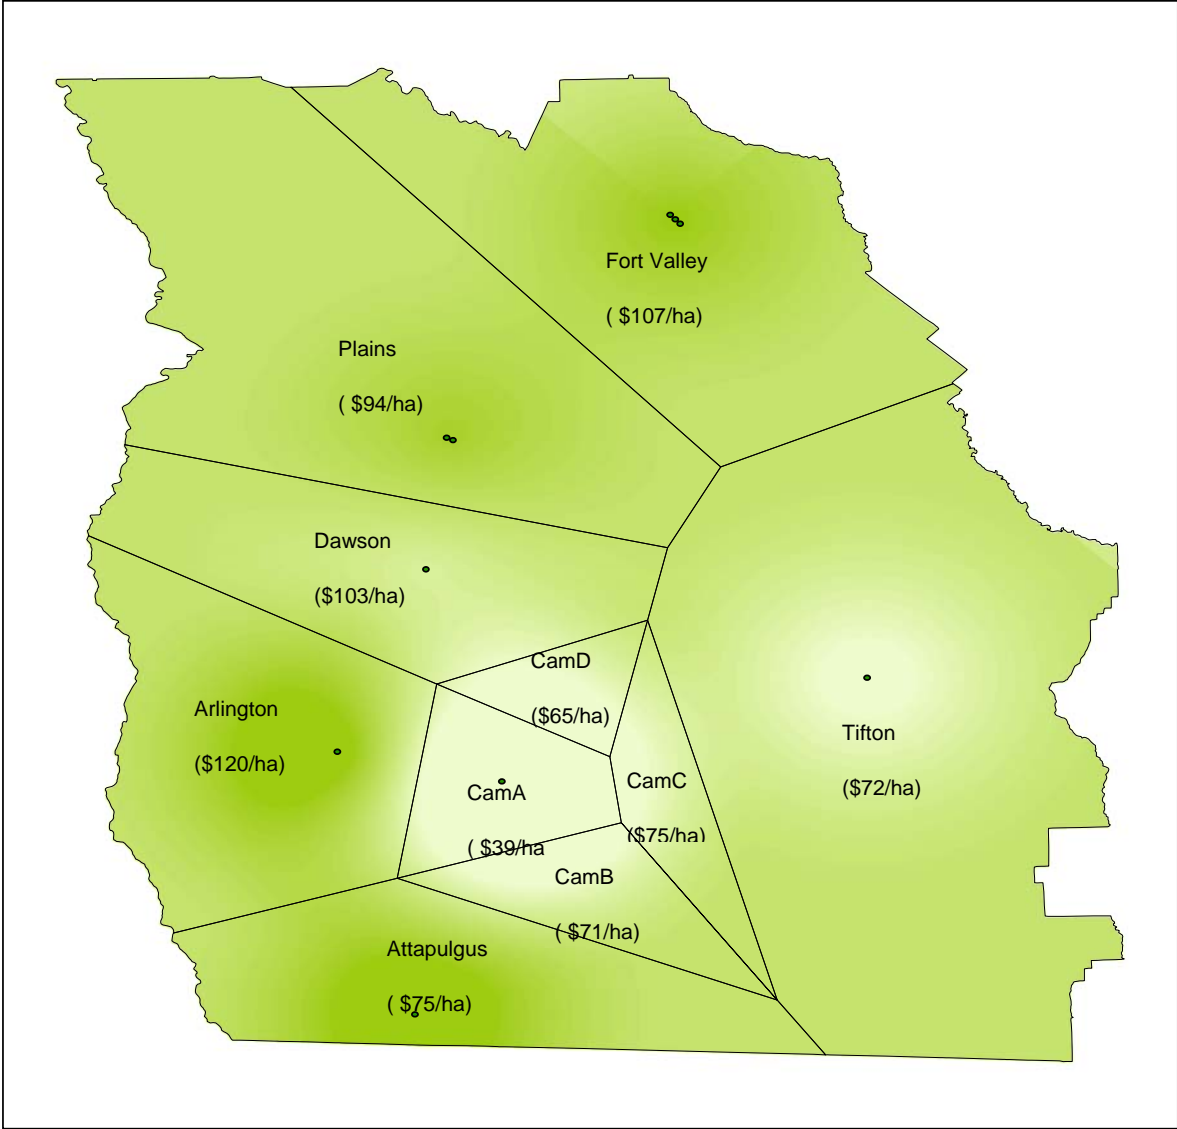 Fort Valley
( $107/ha)
Plains
( $94/ha)
Dawson
($103/ha)
CamD
($65/ha)
Arlington
($120/ha)
Tifton
($72/ha)
CamC
($75/ha)
CamA
( $39/ha
CamB
( $71/ha)
Attapulgus
( $75/ha)